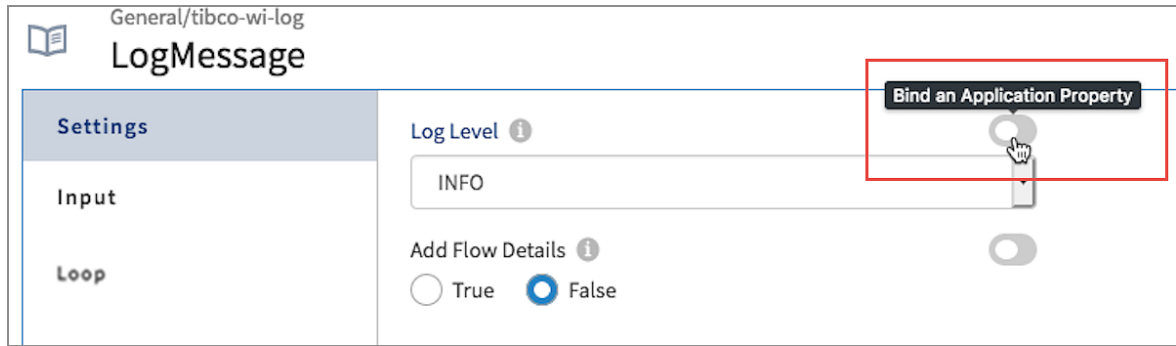 General/tibco-wi-log
LogMessage
Bind an Application Property
Settings
Log Level
INFO
Input
Add Flow Details
Loop
True
False